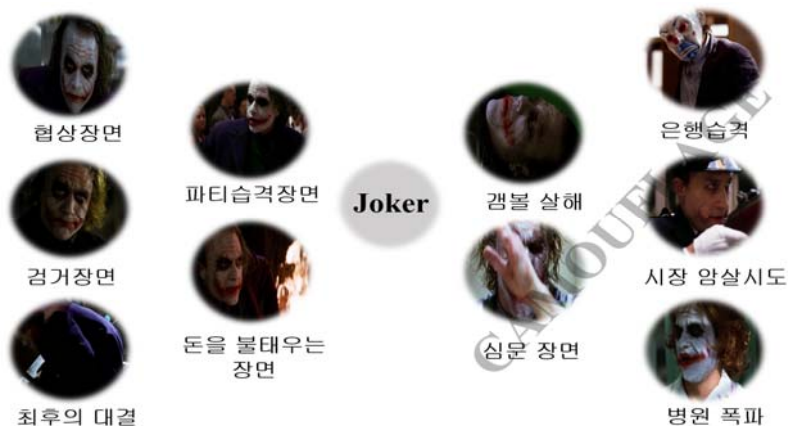 협상장면
파티습격장면
Joker
갬볼 살해
은행습격
검거장면
돈을 불태우는
장면
심문 장면
시장 암살시도
최후의 대결
병원 폭파
CAMOUFLAGE